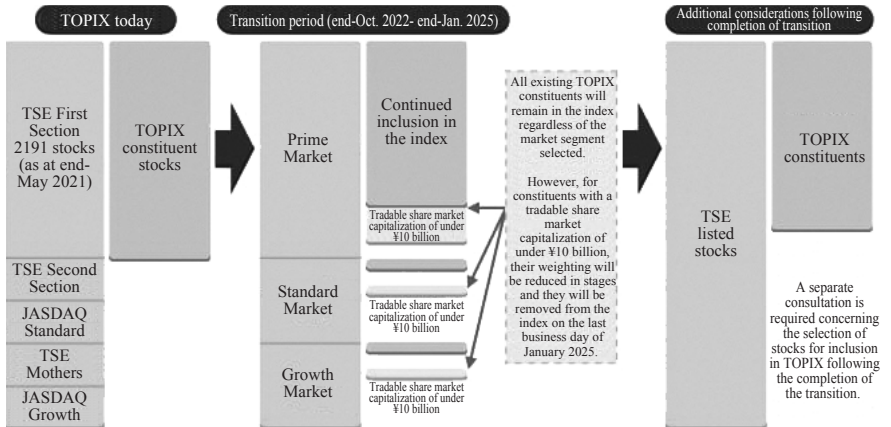 TOPIX today
Transition period (end-Oct. 2022- end-Jan. 2025)
Additional considerations following
completion of transition
TSE First
Section
2191 stocks
(as at end-
May 2021)
TOPIX
constituent
stocks
TSE Second
Section
JASDAQ
Standard
TSE
Mothers
JASDAQ
Growth
Prime
Market
Standard
Market
Growth
Market
Continued
inclusion in
the index
Tradable share market
capitalization of under
¥10 billion
Tradable share market
capitalization of under
¥10 billion
Tradable share market
capitalization of under
¥10 billion
All existing TOPIX
constituents will
remain in the index
regardless of the
market segment
selected.
However, for
constituents with a
tradable share
market
capitalization of
under ¥10 billion,
their weighting will
be reduced in stages
and they will be
removed from the
index on the last
business day of
January 2025.
TSE
listed
stocks
TOPIX
constituents
A separate
consultation is
required concerning
the selection of
stocks for inclusion
in TOPIX following
the completion of
the transition.